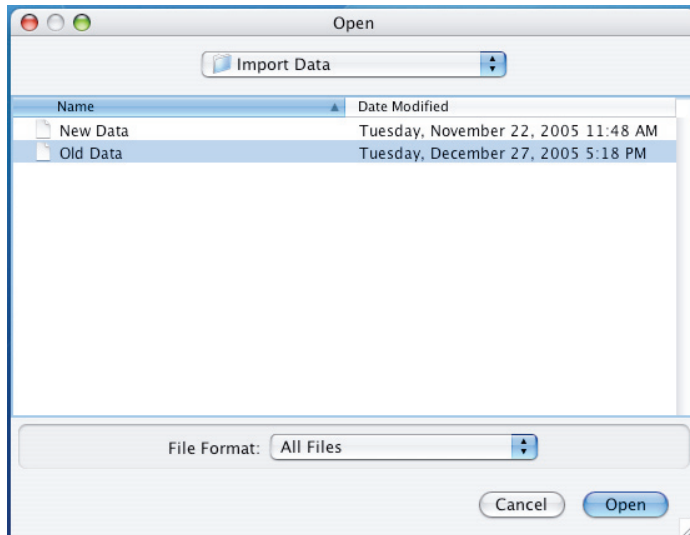 Open
Import Data
Name Date Modified
New Data Tuesday, November 22, 2005 11:48 AM
Old Data Tuesday, December 27, 2005 5:18 PM
File Format: All Files
Cancel Open